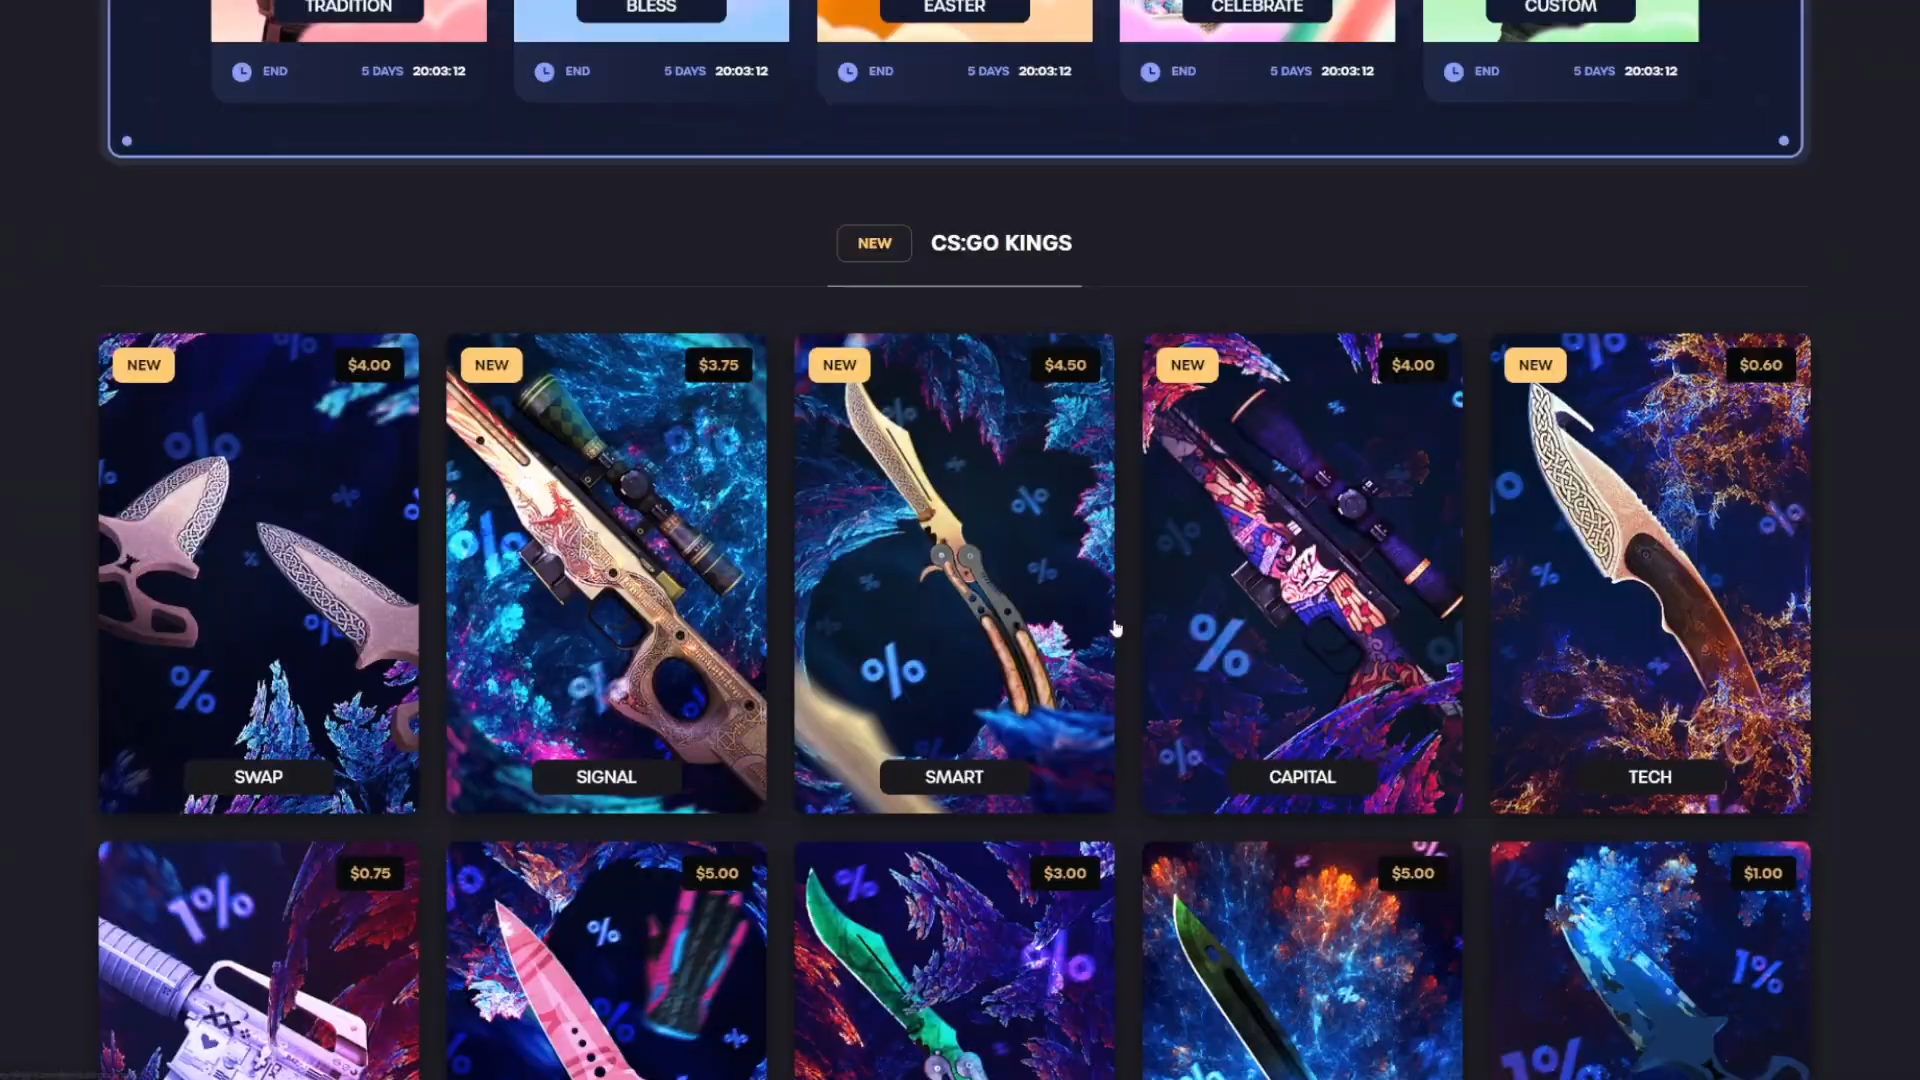 TRADITION
BLESS
EASTER
CELEBRATE
CUSTOM
END 5 DAYS 20:03:12
END 5 DAYS 20:03:12
END 5 DAYS 20:03:12
END 5 DAYS 20:03:12
END 5 DAYS 20:03:12
NEW CS:GO KINGS
NEW $4.00
NEW $3.75
NEW $4.50
NEW $4.00
NEW $0.60
%
%
%
%
SWAP
SIGNAL
SMART
CAPITAL
TECH
$0.75
$5.00
$3.00
$5.00
$1.00
1%
%
%
1%
1%